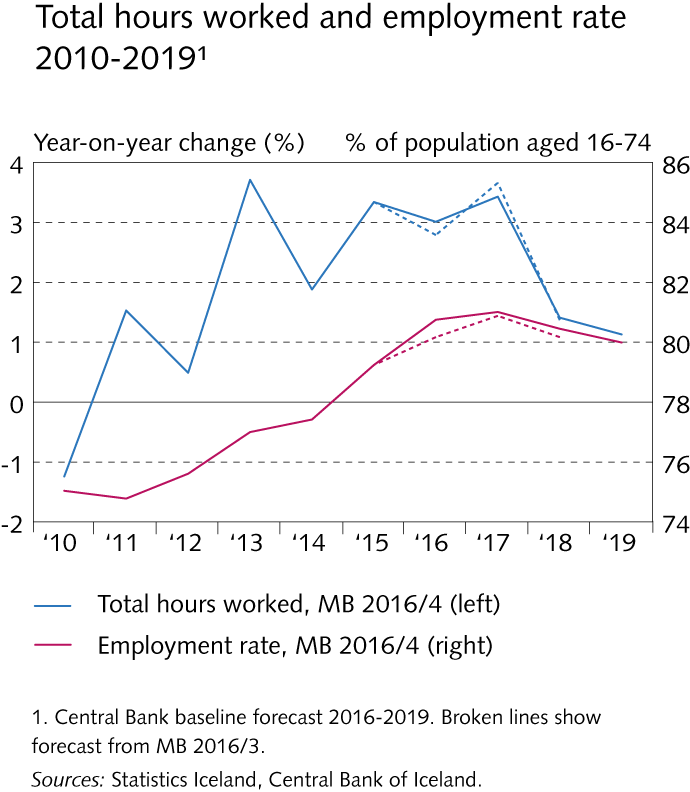 Total hours worked and employment rate
2010-2019¹
Year-on-year change (%) % of population aged 16-74
4 86
3 84
2 82
1 80
0 78
-1 76
-2 74
‘10 ‘11 ‘12 ‘13 ‘14 ‘15 ‘16 ‘17 ‘18 ‘19
Total hours worked, MB 2016/4 (left)
Employment rate, MB 2016/4 (right)
1. Central Bank baseline forecast 2016-2019. Broken lines show
forecast from MB 2016/3.
Sources: Statistics Iceland, Central Bank of Iceland.